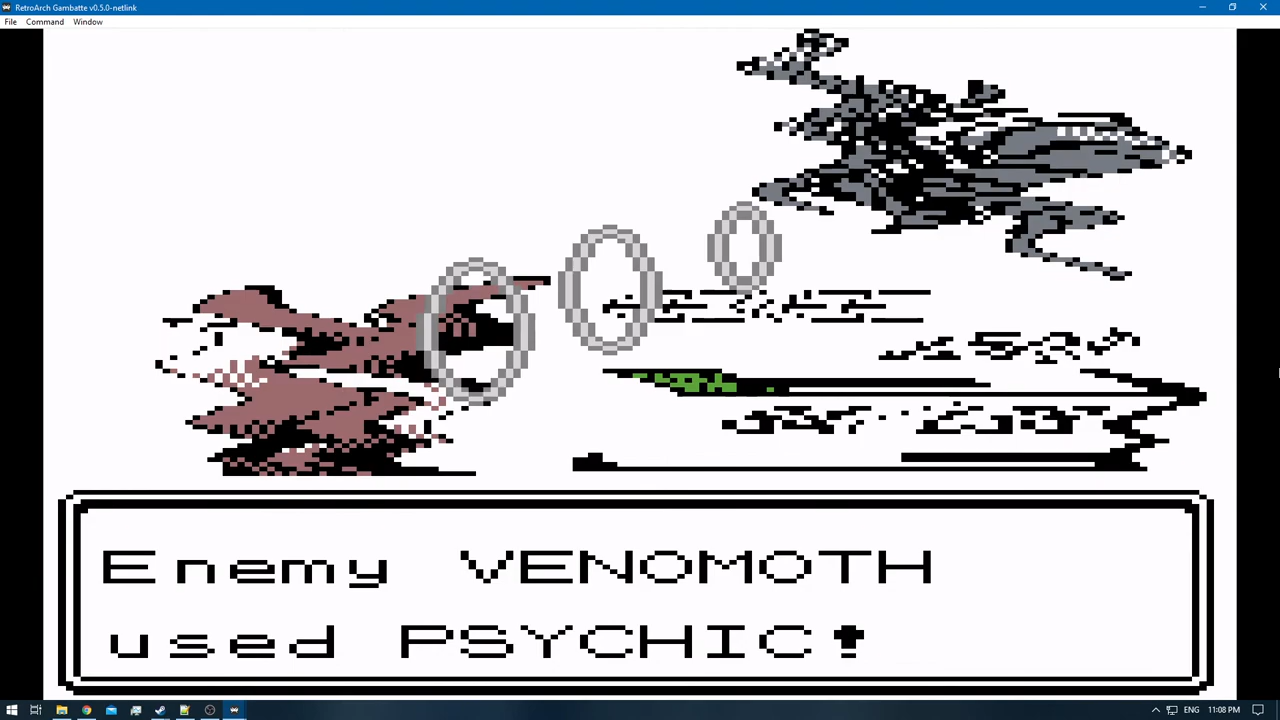 RetroArch Gambatte v0.5.0-netlink
File Command Window
Enemy VENOMOTH
used PSYCHIC!
ENG 11:08 PM